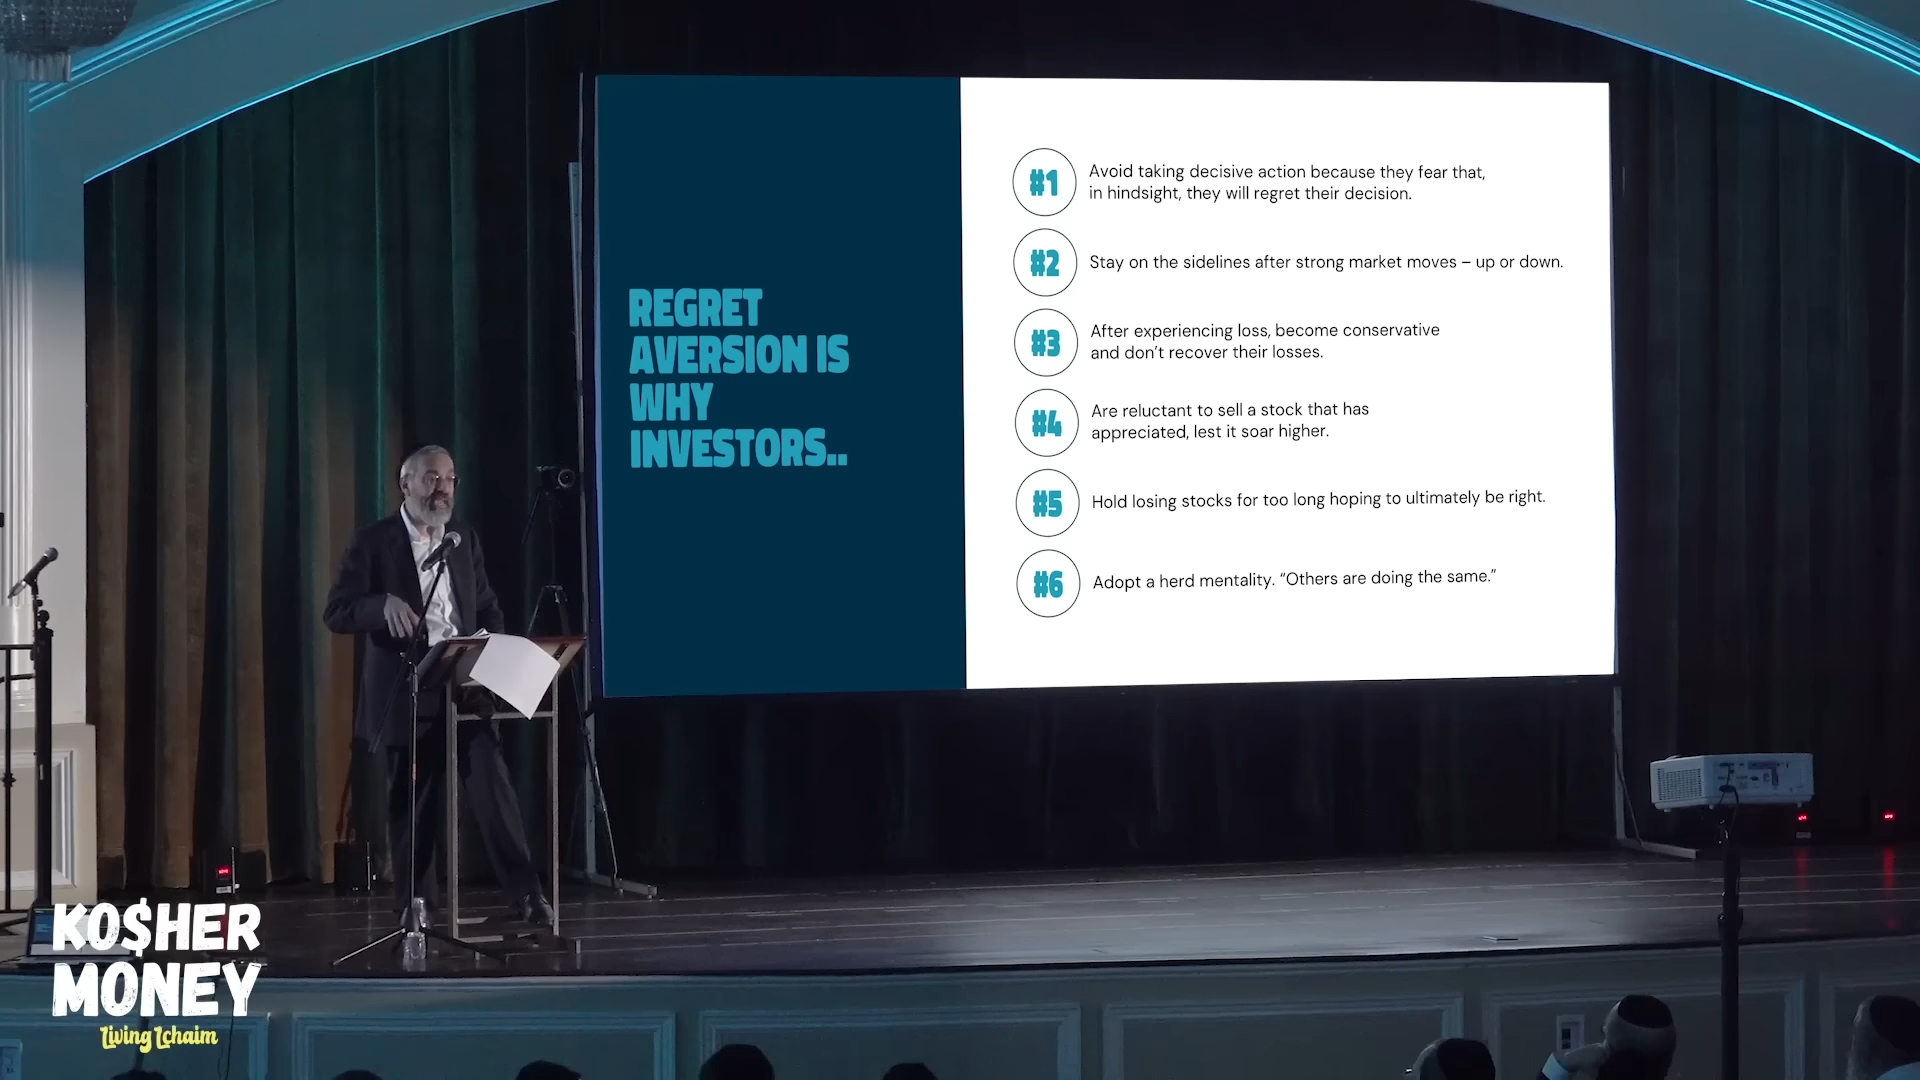 REGRET
AVERSION IS
WHY
INVESTORS..
#1
Avoid taking decisive action because they fear that,
in hindsight, they will regret their decision.
#2
Stay on the sidelines after strong market moves – up or down.
#3
After experiencing loss, become conservative
and don’t recover their losses.
#4
Are reluctant to sell a stock that has
appreciated, lest it soar higher.
#5
Hold losing stocks for too long hoping to ultimately be right.
#6
Adopt a herd mentality. “Others are doing the same.”
KO$HER
MONEY
Living Lchaim